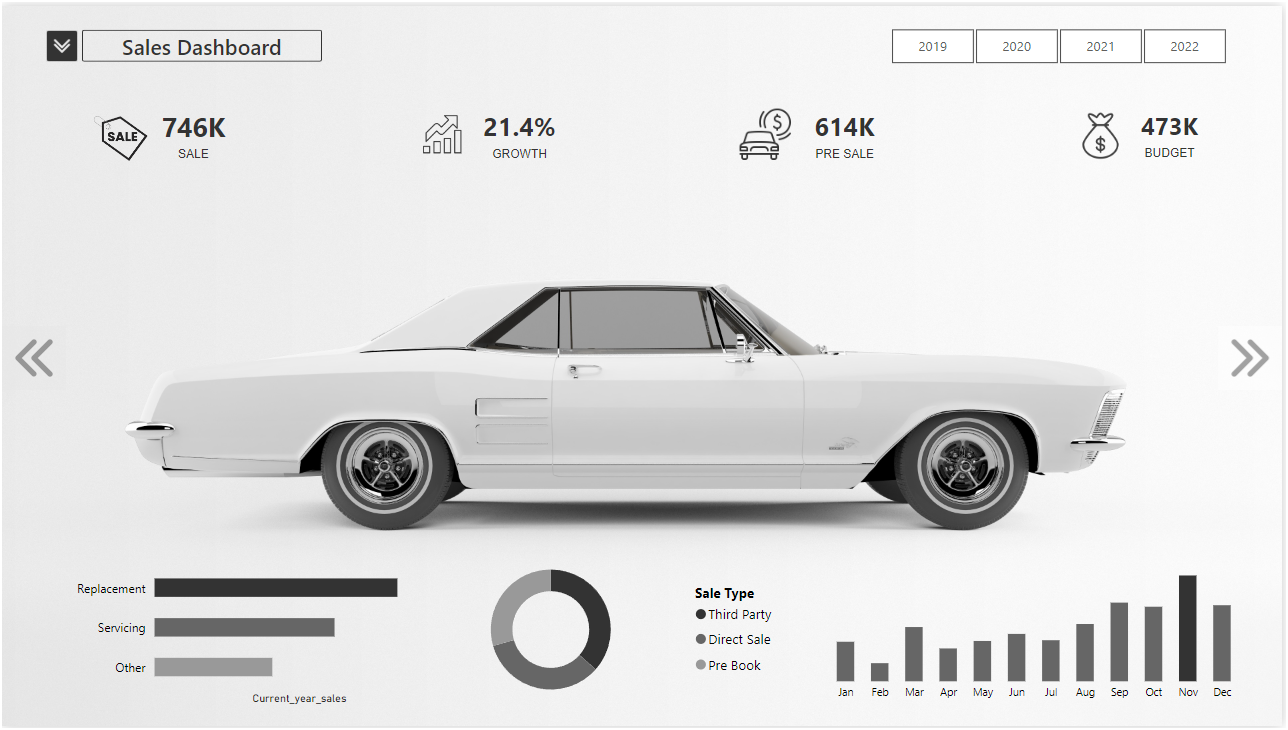 Sales Dashboard
2019 2020 2021 2022
SALE 746K
SALE
21.4%
GROWTH
$ 614K
PRE SALE
$ 473K
BUDGET
Replacement
Servicing
Other
Current_year_sales
Sale Type
Third Party
Direct Sale
Pre Book
Jan Feb Mar Apr May Jun Jul Aug Sep Oct Nov Dec